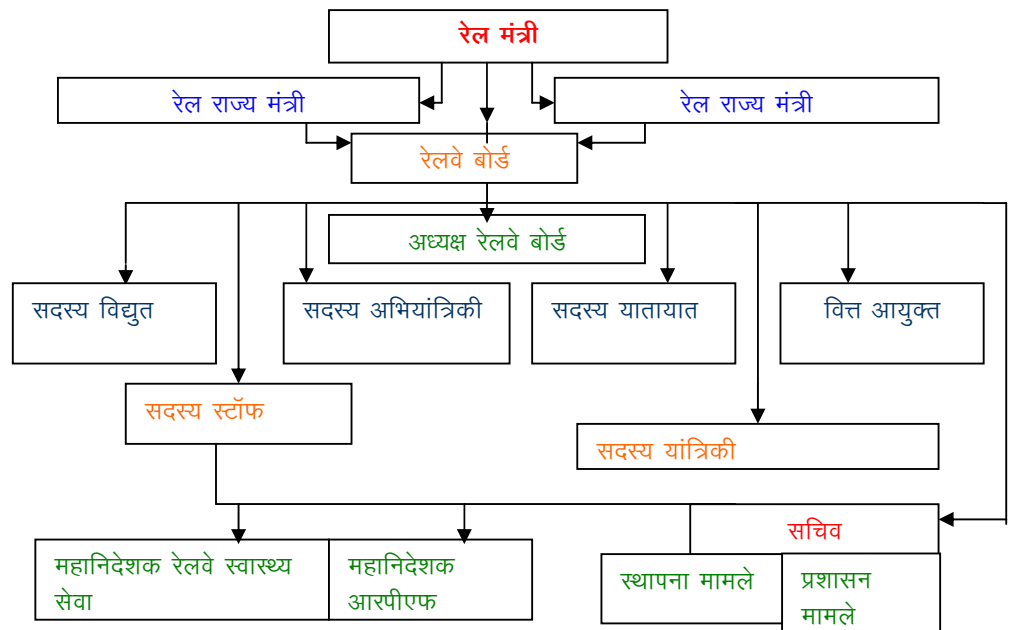 रेल मंत्री
रेल राज्य मंत्री
रेल राज्य मंत्री
रेलवे बोर्ड
अध्यक्ष रेलवे बोर्ड
सदस्य विद्युत
सदस्य अभियांत्रिकी
सदस्य यातायात
वित्त आयुक्त
सदस्य स्टॉफ
सदस्य यांत्रिकी
सचिव
महानिदेशक रेलवे स्वास्थ्य
सेवा
महानिदेशक
आरपीएफ
स्थापना मामले
प्रशासन
मामले